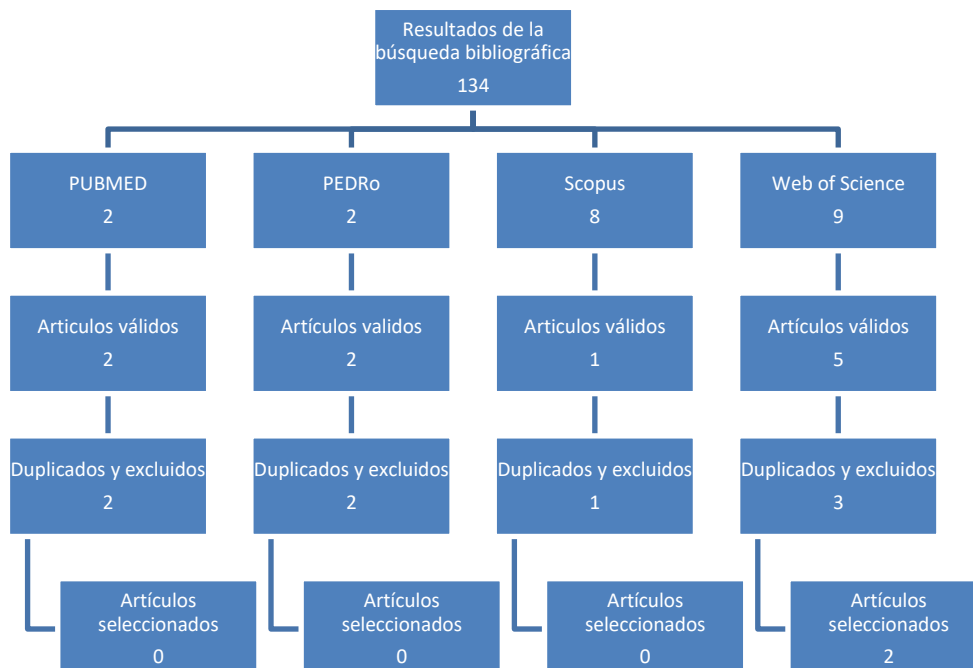 Resultados de la
búsqueda bibliográfica
134
PUBMED
2
PEDRo
2
Scopus
8
Web of Science
9
Articulos válidos
2
Artículos validos
2
Articulos válidos
1
Artículos válidos
5
Duplicados y excluidos
2
Duplicados y excluidos
2
Duplicados y excluidos
1
Duplicados y excluidos
3
Artículos
seleccionados
0
Artículos
seleccionados
0
Artículos
seleccionados
0
Artículos
seleccionados
2